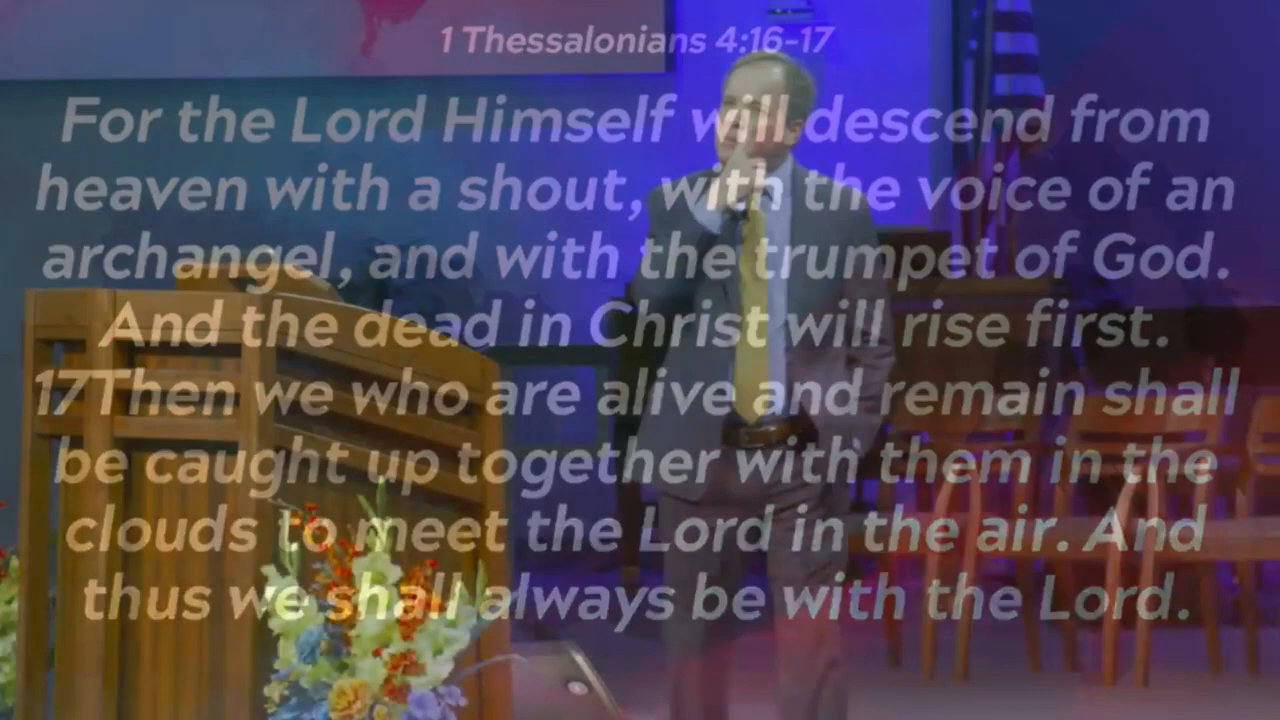 1 Thessalonians 4:16-17
For the Lord Himself will descend from
heaven with a shout, with the voice of an
archangel, and with the trumpet of God.
And the dead in Christ will rise first.
17Then we who are alive and remain shall
be caught up together with them in the
clouds to meet the Lord in the air. And
thus we shall always be with the Lord.